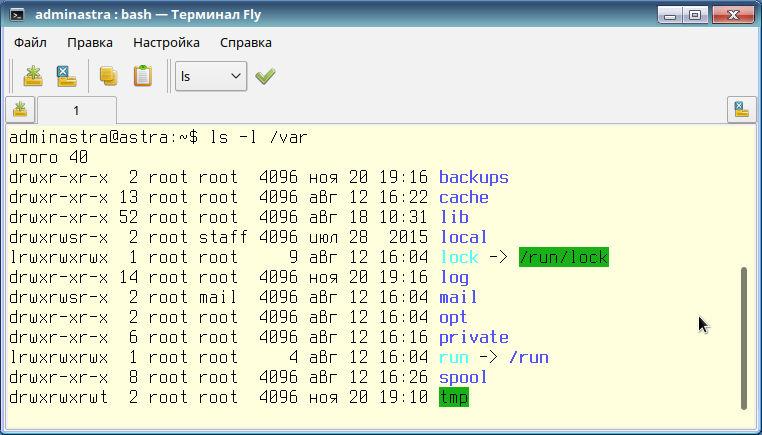 adminastra : bash — Терминал Fly
Файл Правка Настройка Справка
ls
1
adminastra@astra:~$ ls -l /var
итого 40
drwxr-xr-x  2 root root  4096 ноя 20 19:16 backups
drwxr-xr-x 13 root root  4096 авг 12 16:22 cache
drwxr-xr-x 52 root root  4096 авг 18 10:31 lib
drwxrwsr-x  2 root staff 4096 июл 28  2015 local
lrwxrwxrwx  1 root root     9 авг 12 16:04 lock -> /run/lock
drwxr-xr-x 14 root root  4096 ноя 20 19:16 log
drwxrwsr-x  2 root mail  4096 авг 12 16:04 mail
drwxr-xr-x  2 root root  4096 авг 12 16:04 opt
drwxr-xr-x  6 root root  4096 авг 12 16:16 private
lrwxrwxrwx  1 root root     4 авг 12 16:04 run -> /run
drwxr-xr-x  8 root root  4096 авг 12 16:26 spool
drwxrwxrwt  2 root root  4096 ноя 20 19:10 tmp